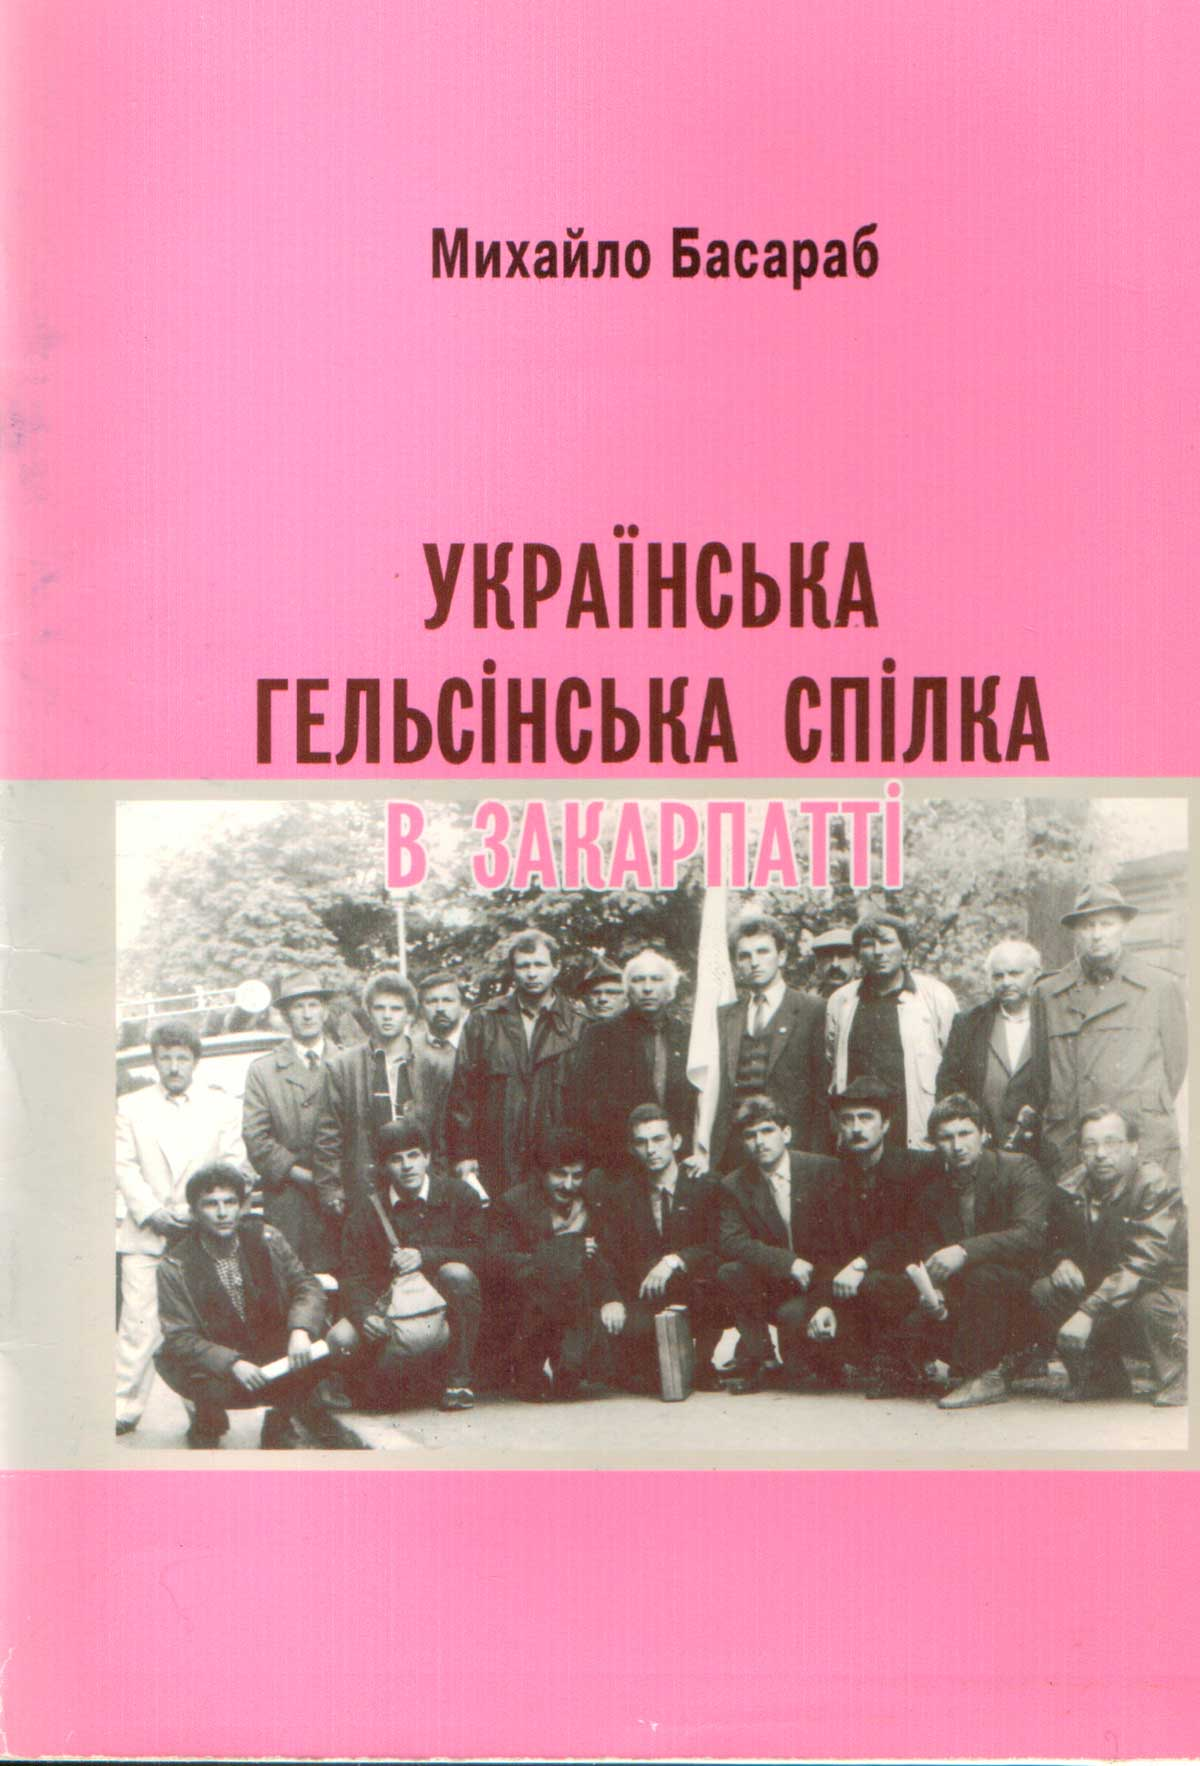 Михайло Басараб
УКРАЇНСЬКА
ГЕЛЬСІНСЬКА СПІЛКА
В ЗАКАРПАТТІ